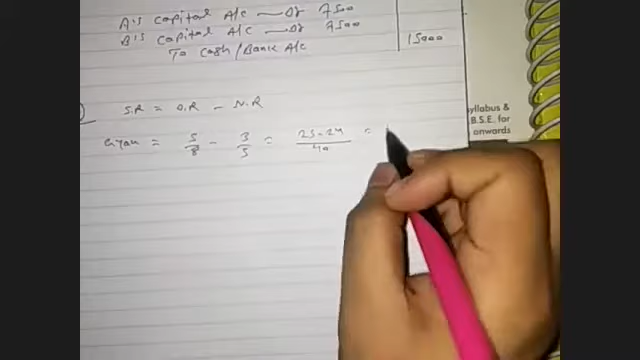 A's capital A/c — Dr 7500
B's capital A/c — Dr 7500
To Cash/Bank A/c 15000
S.R = O.R - N.R
Gyan = 5/8 - 3/5 = 25-24/40 =
yllabus &
B.S.E. for
onwards